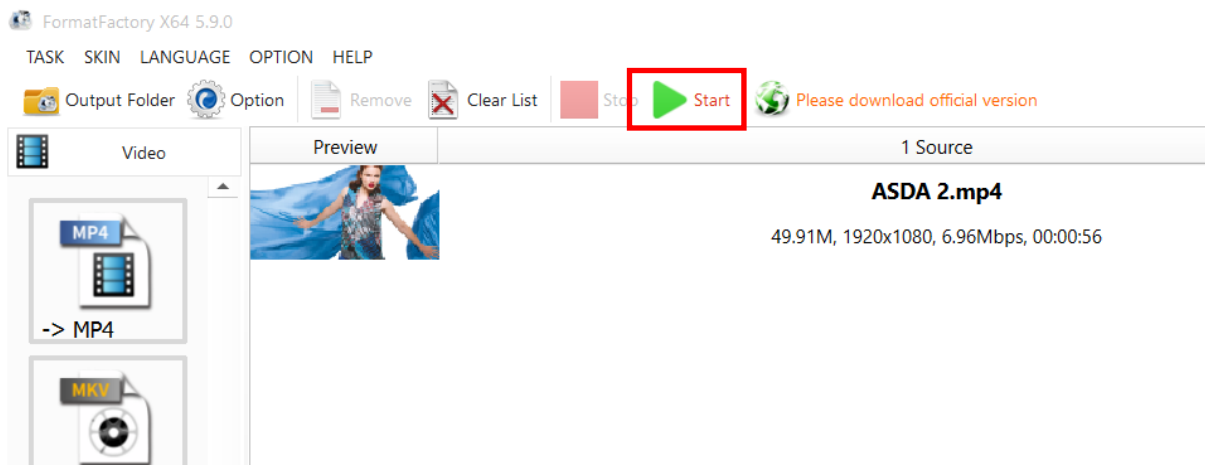 FormatFactory X64 5.9.0
TASK SKIN LANGUAGE OPTION HELP
Output Folder Option Remove Clear List Stop Start Please download official version
Video Preview 1 Source
ASDA 2.mp4
49.91M, 1920x1080, 6.96Mbps, 00:00:56
MP4
-> MP4
MKV